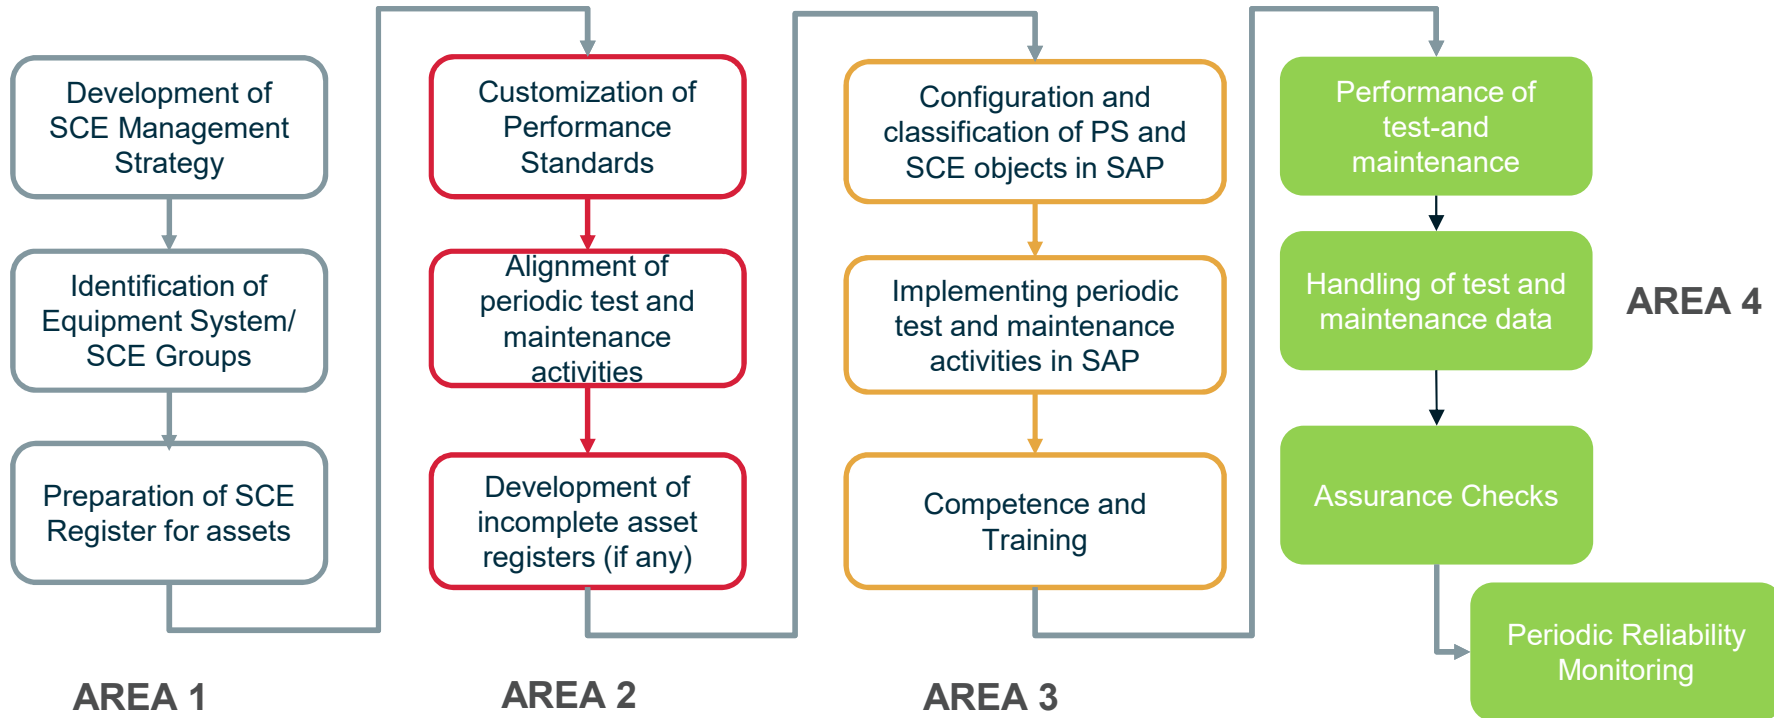 Development of
SCE Management
Strategy
Identification of
Equipment System/
SCE Groups
Preparation of SCE
Register for assets
AREA 1
Customization of
Performance
Standards
Alignment of
periodic test and
maintenance
activities
Development of
incomplete asset
registers (if any)
AREA 2
Configuration and
classification of PS and
SCE objects in SAP
Implementing periodic
test and maintenance
activities in SAP
Competence and
Training
AREA 3
Performance of
test-and
maintenance
Handling of test and
maintenance data
AREA 4
Assurance Checks
Periodic Reliability
Monitoring